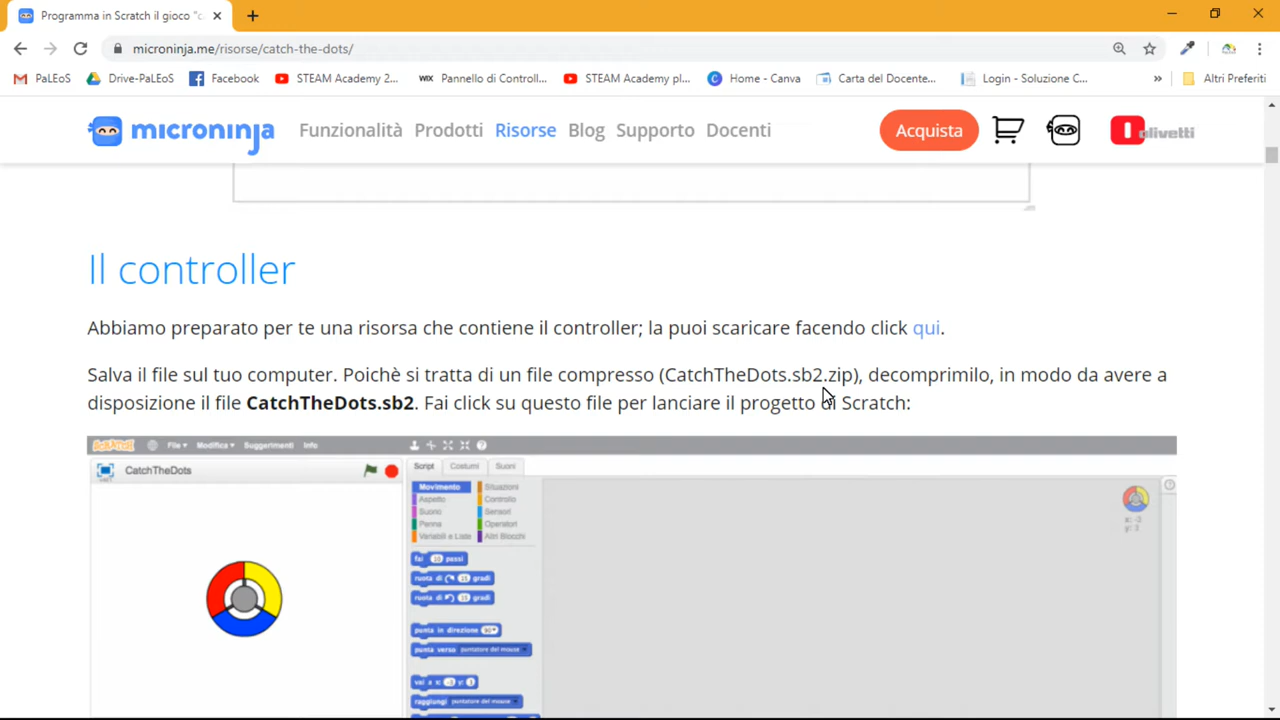 Programma in Scratch il gioco "c
microninja.me/risorse/catch-the-dots/
PaLEoS
Drive-PaLEoS
Facebook
STEAM Academy 2...
WIX Pannello di Controll...
STEAM Academy pl...
Home - Canva
Carta del Docente...
Login - Soluzione C...
»
Altri Preferiti
microninja
Funzionalità
Prodotti
Risorse
Blog
Supporto
Docenti
Acquista
olivetti
Il controller
Abbiamo preparato per te una risorsa che contiene il controller; la puoi scaricare facendo click qui.
Salva il file sul tuo computer. Poichè si tratta di un file compresso (CatchTheDots.sb2.zip), decomprimilo, in modo da avere a
disposizione il file CatchTheDots.sb2. Fai click su questo file per lanciare il progetto di Scratch:
SCRATCH
File
Modifica
Suggerimenti
Info
CatchTheDots
Script
Costumi
Suoni
Movimento
Situazioni
Aspetto
Controllo
Suono
Sensori
Penna
Operatori
Variabili e Liste
Altri Blocchi
fai 10 passi
ruota di 15 gradi
ruota di 15 gradi
punta in direzione 90
punta verso puntatore del mouse
raggiungi puntatore del mouse